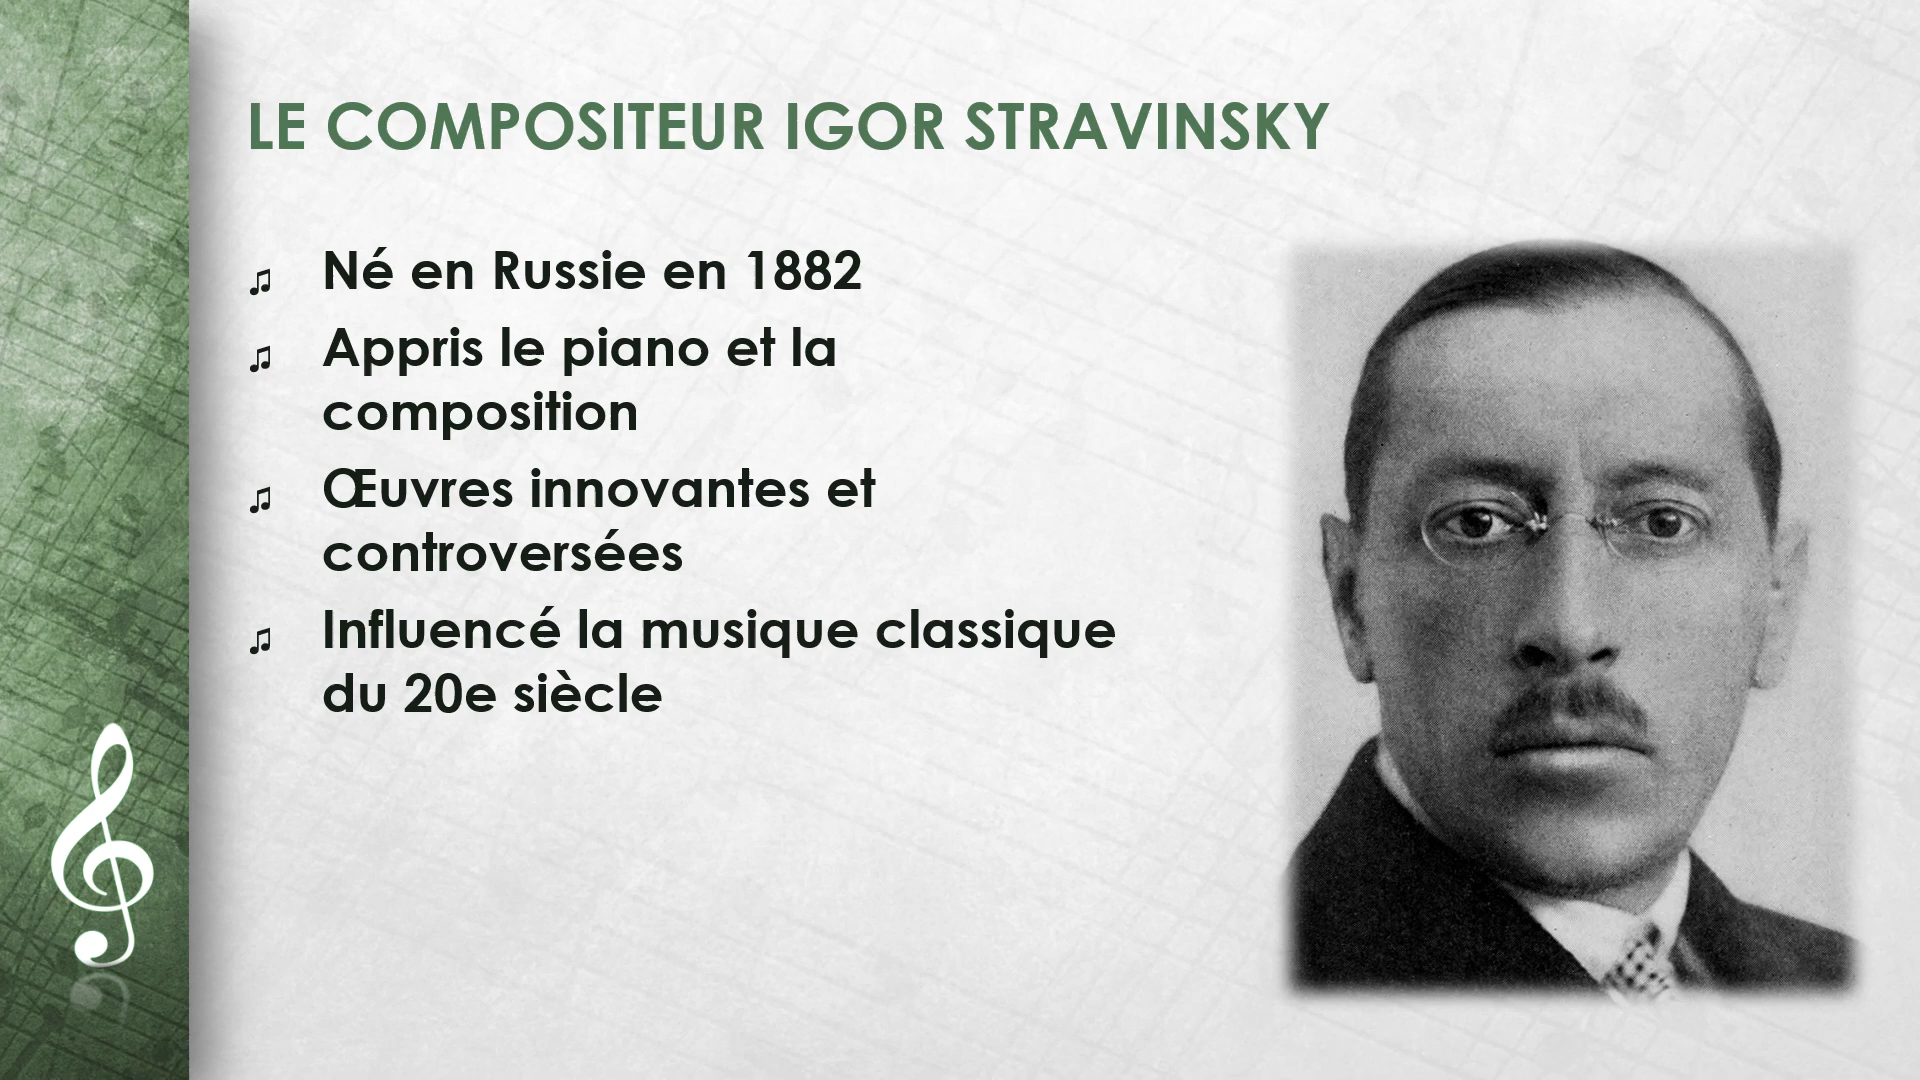 LE COMPOSITEUR IGOR STRAVINSKY
♫ Né en Russie en 1882
♫ Appris le piano et la
composition
♫ Œuvres innovantes et
controversées
♫ Influencé la musique classique
du 20e siècle